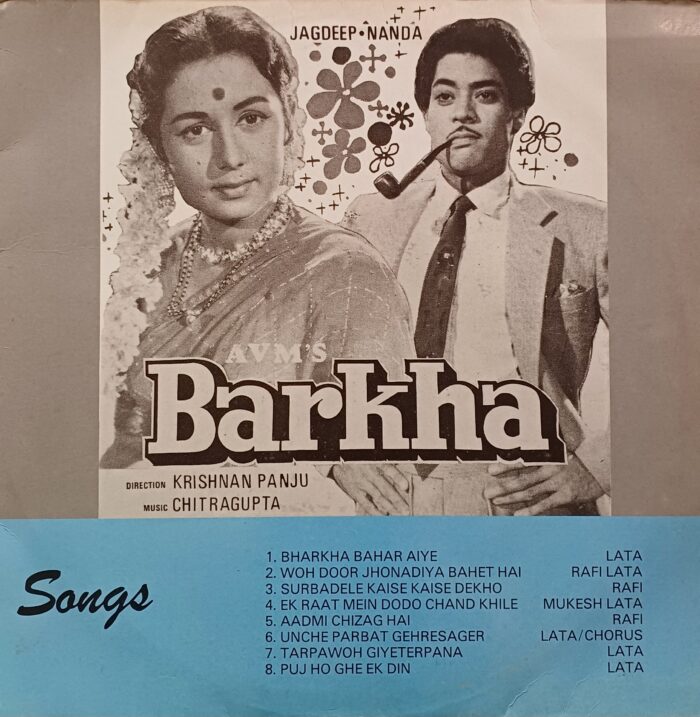 JAGDEEP•NANDA
AVM'S
Barkha
DIRECTION KRISHNAN PANJU
MUSIC CHITRAGUPTA
Songs
1. BHARKHA BAHAR AIYE LATA
2. WOH DOOR JHONADIYA BAHET HAI RAFI LATA
3. SURBADELE KAISE KAISE DEKHO RAFI
4. EK RAAT MEIN DODO CHAND KHILE MUKESH LATA
5. AADMI CHIZAG HAI RAFI
6. UNCHE PARBAT GEHRESAGER LATA/CHORUS
7. TARPAWOH GIYETERPANA LATA
8. PUJ HO GHE EK DIN LATA